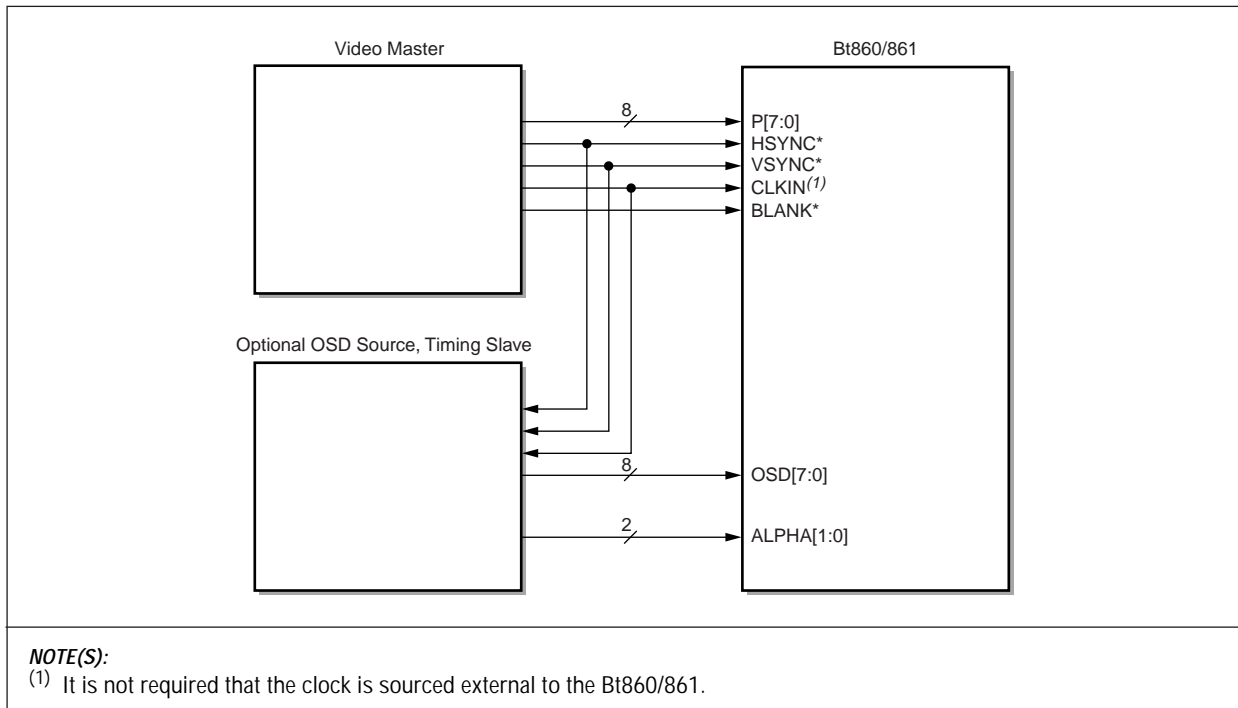 Video Master
Bt860/861
8
P[7:0]
HSYNC*
VSYNC*
CLKIN(1)
BLANK*
Optional OSD Source, Timing Slave
8
OSD[7:0]
2
ALPHA[1:0]
NOTE(S):
(1) It is not required that the clock is sourced external to the Bt860/861.